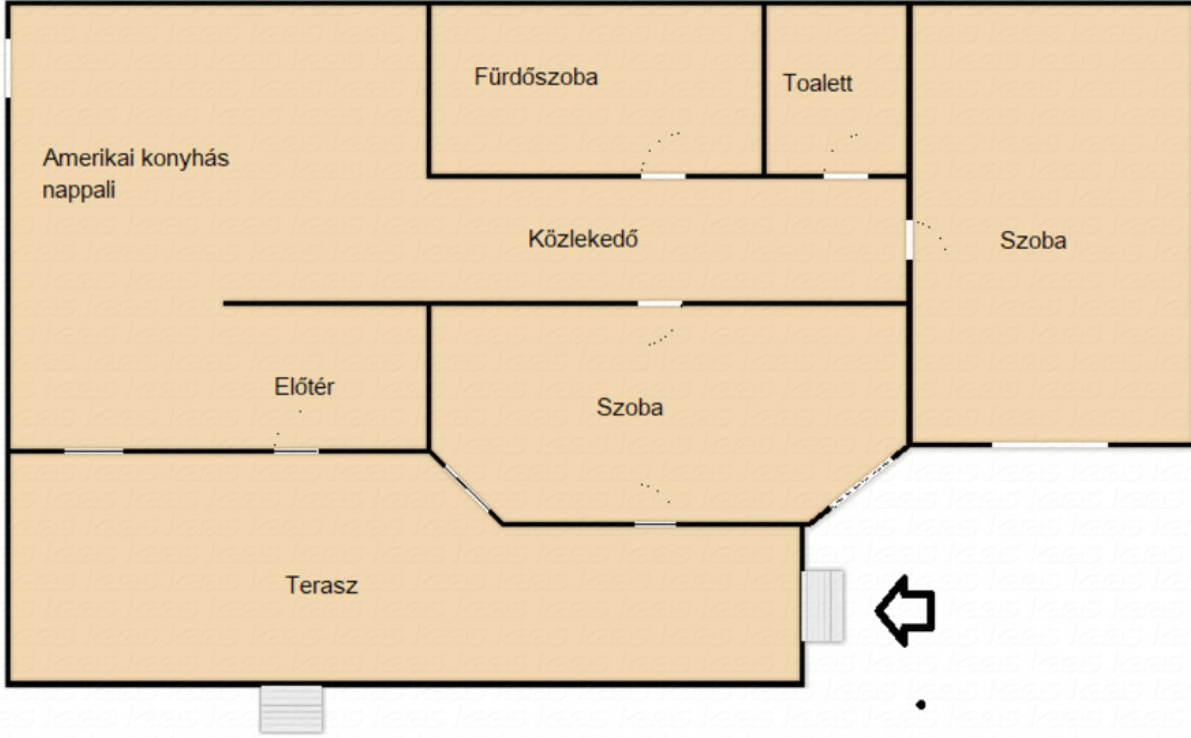 Fürdőszoba
Toalett
Amerikai konyhás
nappali
Közlekedő
Szoba
Előtér
Szoba
Terasz